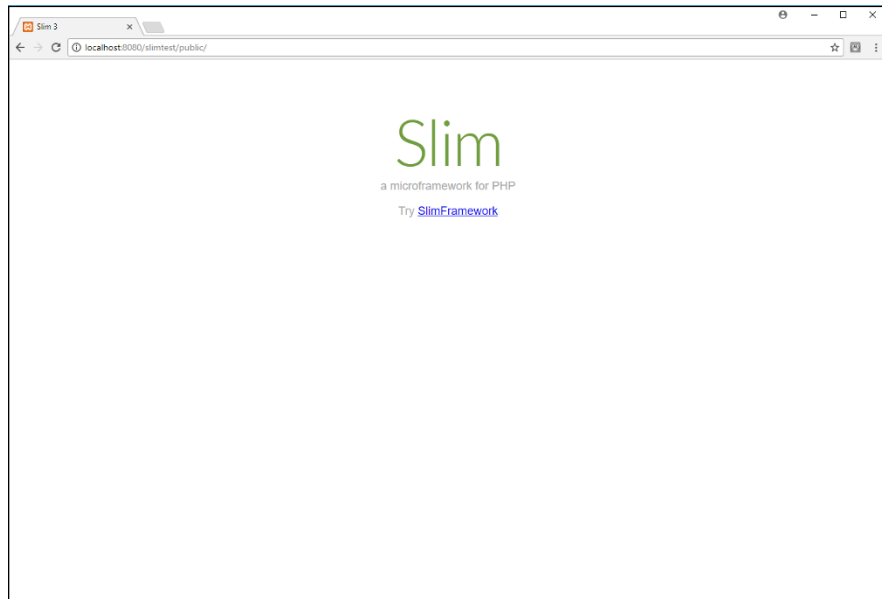 Slim 3
localhost:8080/slimtest/public/
Slim
a microframework for PHP
Try SlimFramework